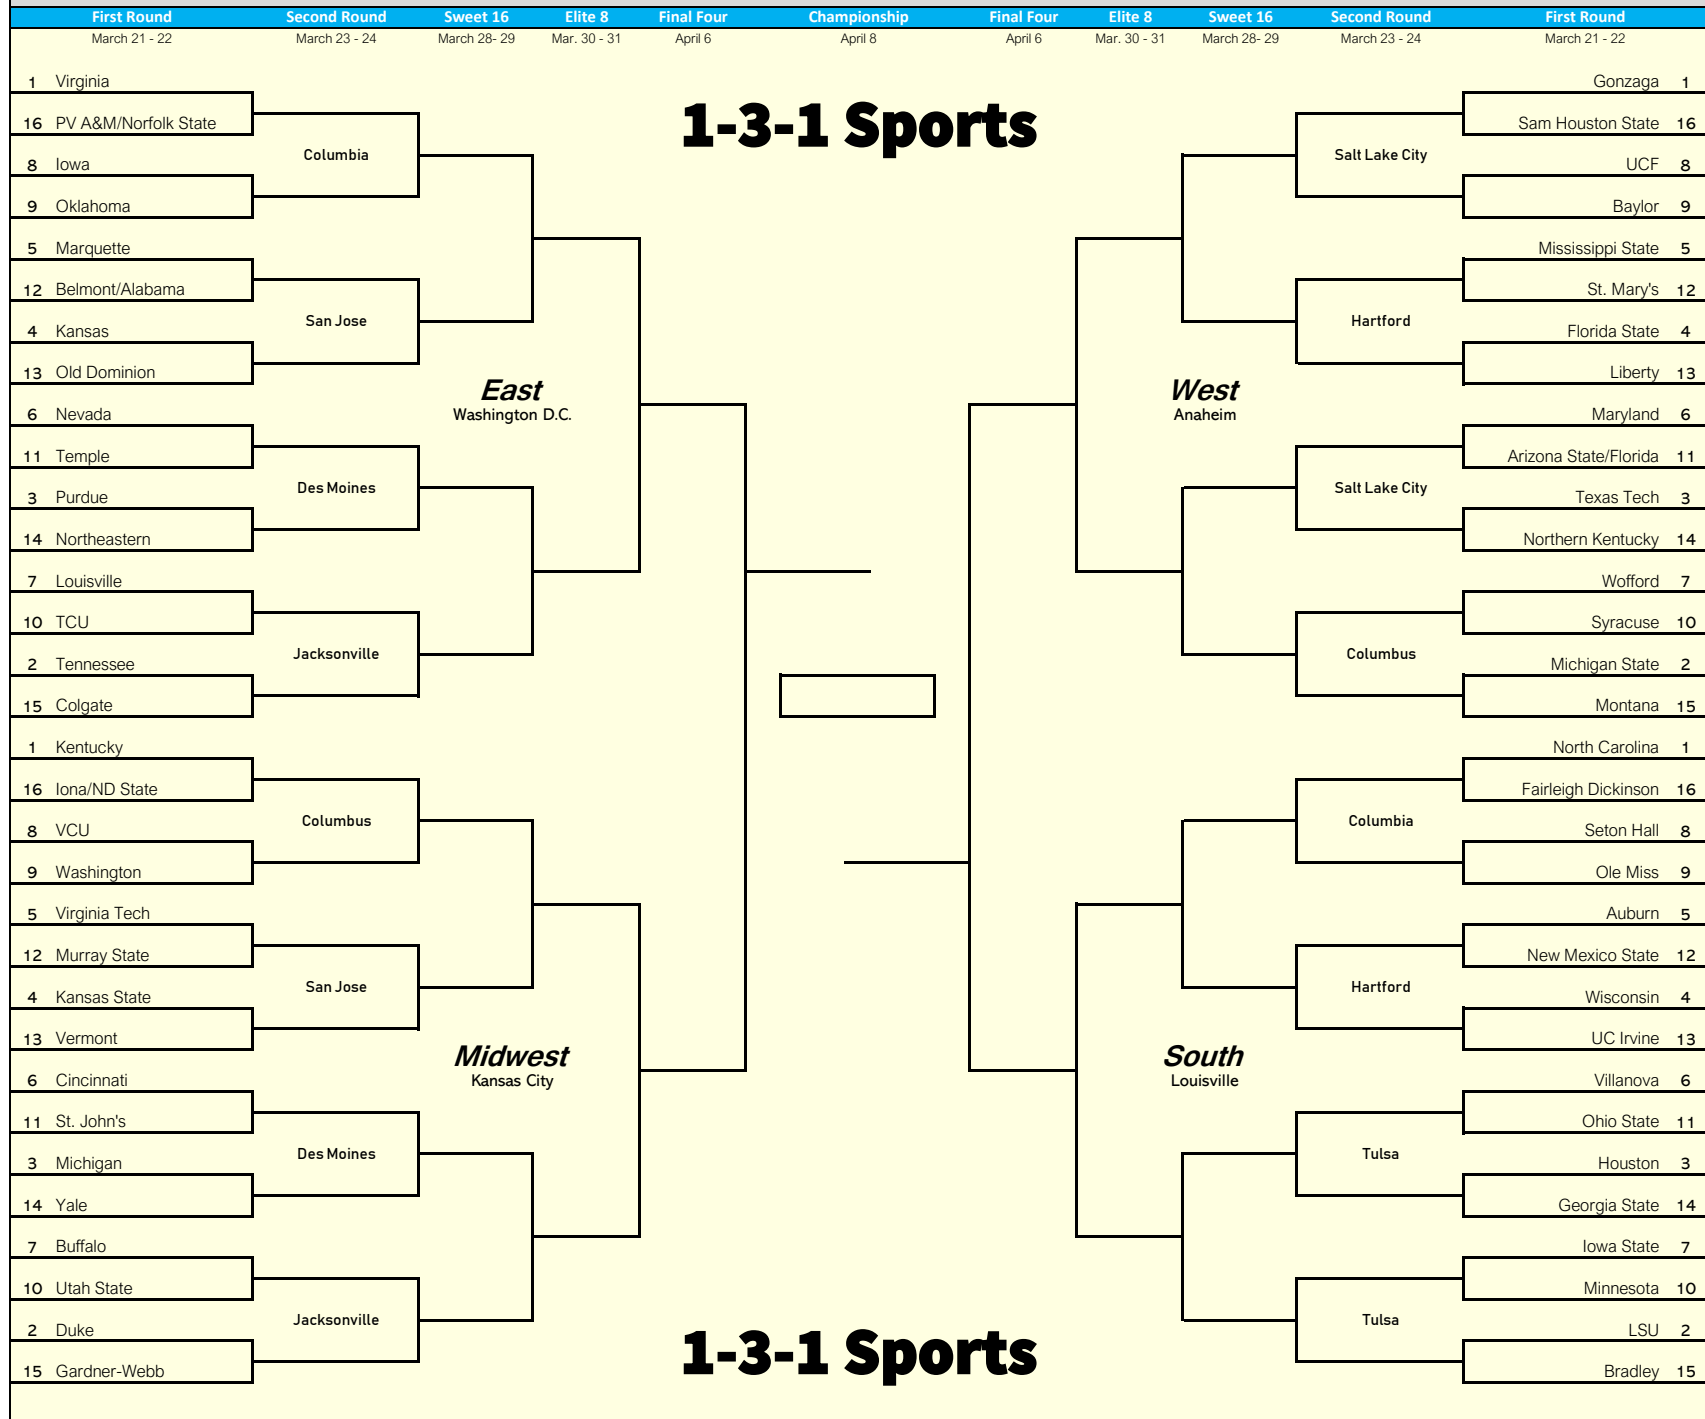 First Round Second Round Sweet 16 Elite 8 Final Four Championship Final Four Elite 8 Sweet 16 Second Round First Round
March 21 - 22 March 23 - 24 March 28- 29 Mar. 30 - 31 April 6 April 8 April 6 Mar. 30 - 31 March 28- 29 March 23 - 24 March 21 - 22
1-3-1 Sports
1 Virginia
16 PV A&M/Norfolk State
Columbia
8 Iowa
9 Oklahoma
5 Marquette
12 Belmont/Alabama
San Jose
4 Kansas
13 Old Dominion
East
Washington D.C.
6 Nevada
11 Temple
Des Moines
3 Purdue
14 Northeastern
7 Louisville
10 TCU
Jacksonville
2 Tennessee
15 Colgate
1 Kentucky
16 Iona/ND State
Columbus
8 VCU
9 Washington
5 Virginia Tech
12 Murray State
San Jose
4 Kansas State
13 Vermont
Midwest
Kansas City
6 Cincinnati
11 St. John's
Des Moines
3 Michigan
14 Yale
7 Buffalo
10 Utah State
Jacksonville
2 Duke
15 Gardner-Webb
Gonzaga 1
Sam Houston State 16
Salt Lake City
UCF 8
Baylor 9
Mississippi State 5
St. Mary's 12
Hartford
Florida State 4
Liberty 13
West
Anaheim
Maryland 6
Arizona State/Florida 11
Salt Lake City
Texas Tech 3
Northern Kentucky 14
Wofford 7
Syracuse 10
Columbus
Michigan State 2
Montana 15
North Carolina 1
Fairleigh Dickinson 16
Columbia
Seton Hall 8
Ole Miss 9
Auburn 5
New Mexico State 12
Hartford
Wisconsin 4
UC Irvine 13
South
Louisville
Villanova 6
Ohio State 11
Tulsa
Houston 3
Georgia State 14
Iowa State 7
Minnesota 10
Tulsa
LSU 2
Bradley 15
1-3-1 Sports